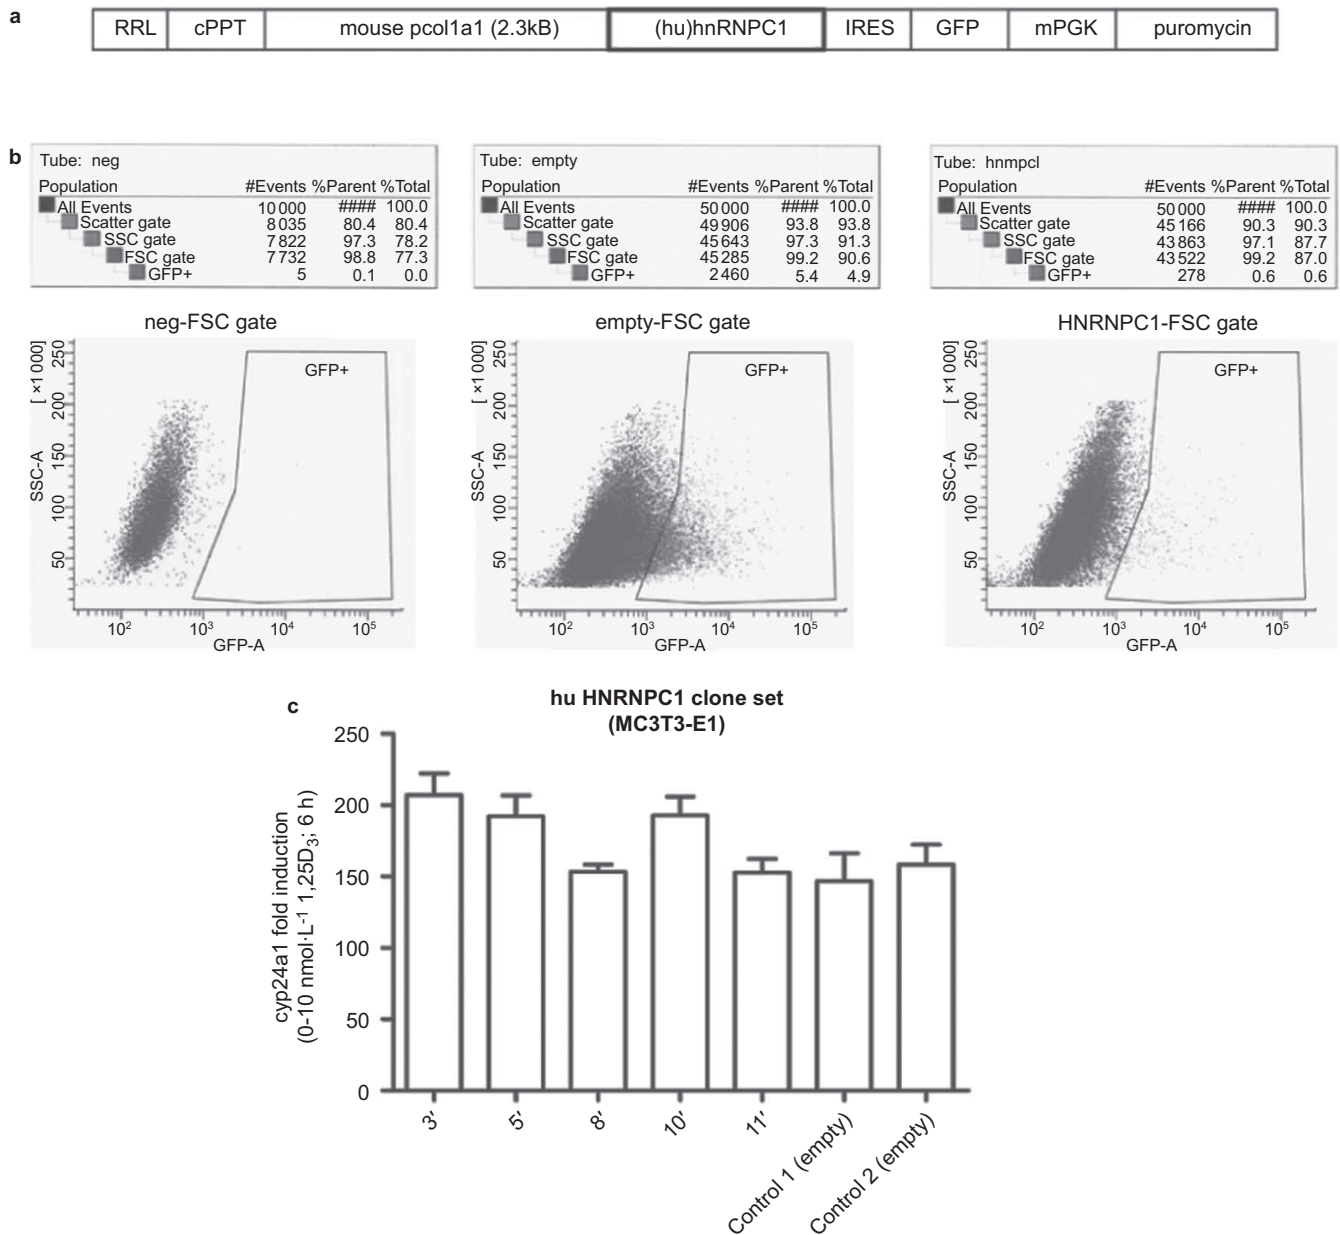 a
RRL cPPT mouse pcol1a1 (2.3kB) (hu)hnRNPC1 IRES GFP mPGK puromycin
b
Tube: neg
Population #Events %Parent %Total
All Events 10 000 #### 100.0
Scatter gate 8 035 80.4 80.4
SSC gate 7 822 97.3 78.2
FSC gate 7 732 98.8 77.3
GFP+ 5 0.1 0.0
Tube: empty
Population #Events %Parent %Total
All Events 50 000 #### 100.0
Scatter gate 49 906 93.8 93.8
SSC gate 45 643 97.3 91.3
FSC gate 45 285 99.2 90.6
GFP+ 2 460 5.4 4.9
Tube: hnmpcl
Population #Events %Parent %Total
All Events 50 000 #### 100.0
Scatter gate 45 166 90.3 90.3
SSC gate 43 863 97.1 87.7
FSC gate 43 522 99.2 87.0
GFP+ 278 0.6 0.6
neg-FSC gate
[ ×1 000]
SSC-A
250
200
150
100
50
GFP+
10² 10³ 10⁴ 10⁵
GFP-A
empty-FSC gate
[ ×1 000]
SSC-A
250
200
150
100
50
GFP+
10² 10³ 10⁴ 10⁵
GFP-A
HNRNPC1-FSC gate
[ ×1 000]
SSC-A
250
200
150
100
50
GFP+
10² 10³ 10⁴ 10⁵
GFP-A
c
hu HNRNPC1 clone set
(MC3T3-E1)
cyp24a1 fold induction
(0-10 nmol·L⁻¹ 1,25D₃; 6 h)
250
200
150
100
50
0
3′ 5′ 8′ 10′ 11′ Control 1 (empty) Control 2 (empty)